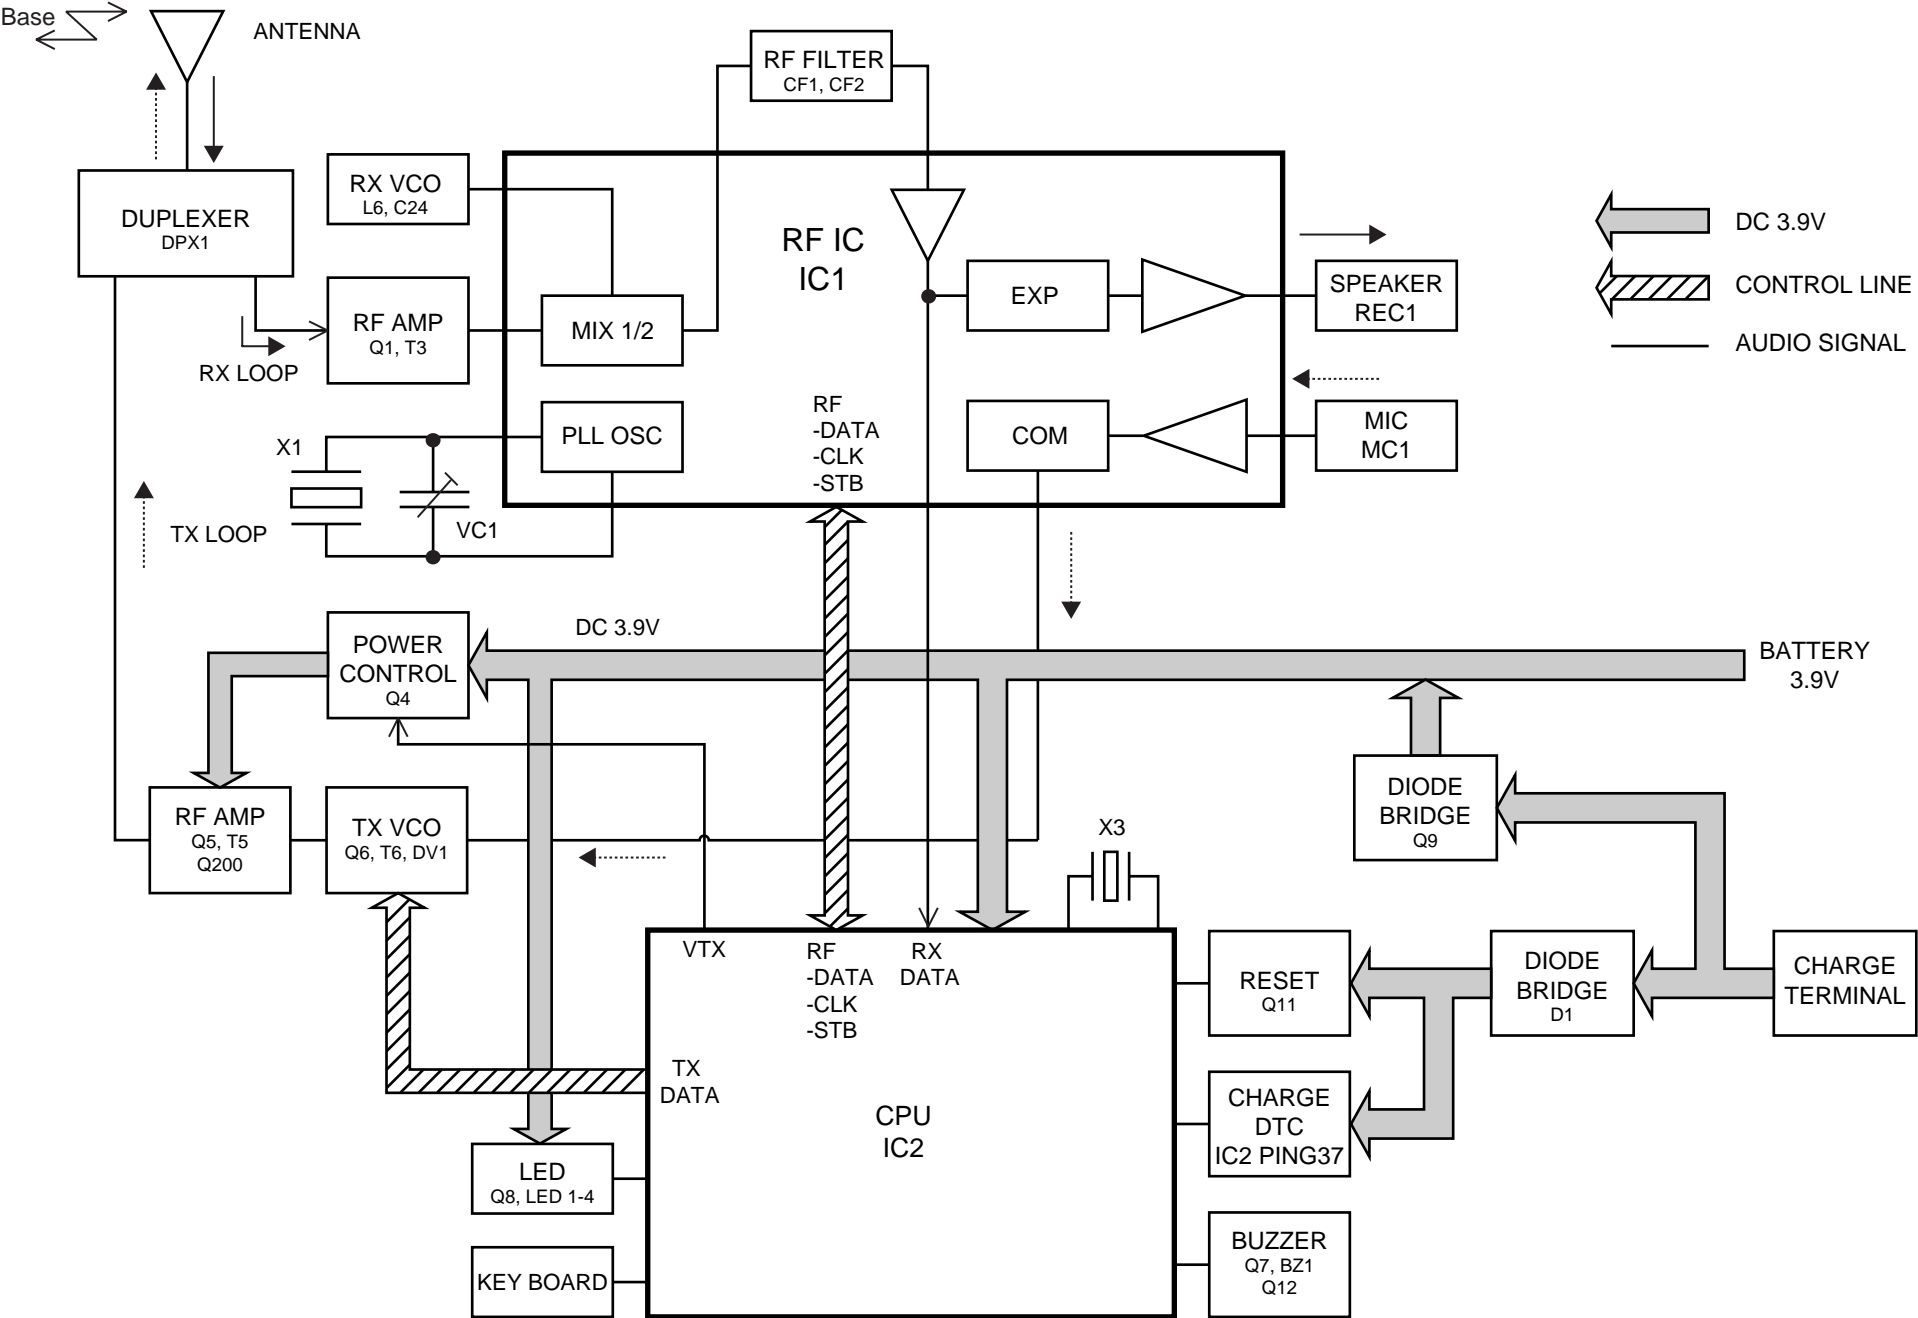 Base
ANTENNA
RF FILTER
CF1, CF2
RX VCO
L6, C24
DUPLEXER
DPX1
RF IC
IC1
DC 3.9V
CONTROL LINE
AUDIO SIGNAL
EXP
SPEAKER
REC1
RF AMP
Q1, T3
MIX 1/2
RX LOOP
RF
-DATA
-CLK
-STB
COM
MIC
MC1
PLL OSC
X1
VC1
TX LOOP
DC 3.9V
POWER
CONTROL
Q4
BATTERY
3.9V
RF AMP
Q5, T5
Q200
TX VCO
Q6, T6, DV1
X3
DIODE
BRIDGE
Q9
VTX
RF
-DATA
-CLK
-STB
RX
DATA
RESET
Q11
DIODE
BRIDGE
D1
CHARGE
TERMINAL
TX
DATA
CPU
IC2
CHARGE
DTC
IC2 PING37
LED
Q8, LED 1-4
BUZZER
Q7, BZ1
Q12
KEY BOARD